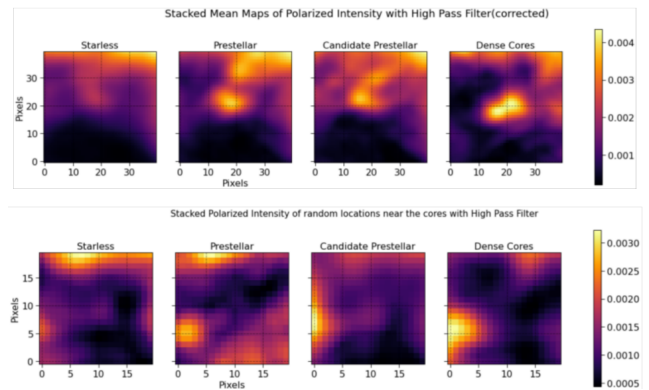 Stacked Mean Maps of Polarized Intensity with High Pass Filter(corrected)
Starless Prestellar Candidate Prestellar Dense Cores
Pixels
30
20
10
0
0 10 20 30 0 10 20 30 0 10 20 30 0 10 20 30
Pixels
0.004
0.003
0.002
0.001
Stacked Polarized Intensity of random locations near the cores with High Pass Filter
Starless Prestellar Candidate Prestellar Dense Cores
Pixels
15
10
5
0
0 5 10 15 0 5 10 15 0 5 10 15 0 5 10 15
Pixels
0.0030
0.0025
0.0020
0.0015
0.0010
0.0005